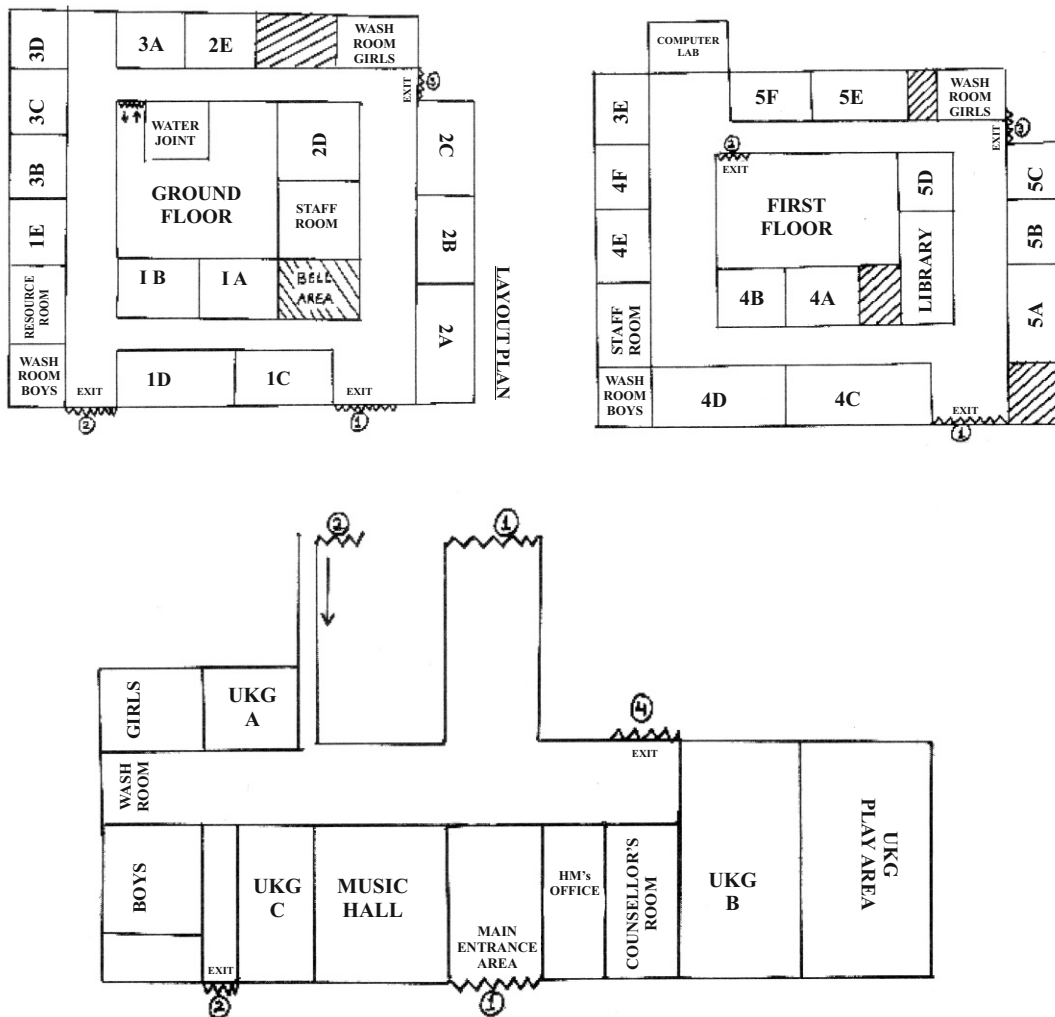 3D
3A
2E
WASH
ROOM
GIRLS
3C
EXIT
3
WATER
JOINT
2D
2C
3B
GROUND
FLOOR
STAFF
ROOM
2B
1E
I B
I A
BELL
AREA
RESOURCE
ROOM
2A
WASH
ROOM
BOYS
1D
1C
EXIT
2
EXIT
1
LAYOUT PLAN
COMPUTER
LAB
3E
5F
5E
WASH
ROOM
GIRLS
3
EXIT
2
EXIT
4F
5D
5C
FIRST
FLOOR
4E
5B
LIBRARY
4B
4A
STAFF
ROOM
5A
WASH
ROOM
BOYS
4D
4C
EXIT
1
2
1
GIRLS
UKG
A
4
EXIT
WASH
ROOM
BOYS
UKG
C
MUSIC
HALL
MAIN
ENTRANCE
AREA
HM's
OFFICE
COUNSELLOR'S
ROOM
UKG
B
UKG
PLAY AREA
EXIT
2
1